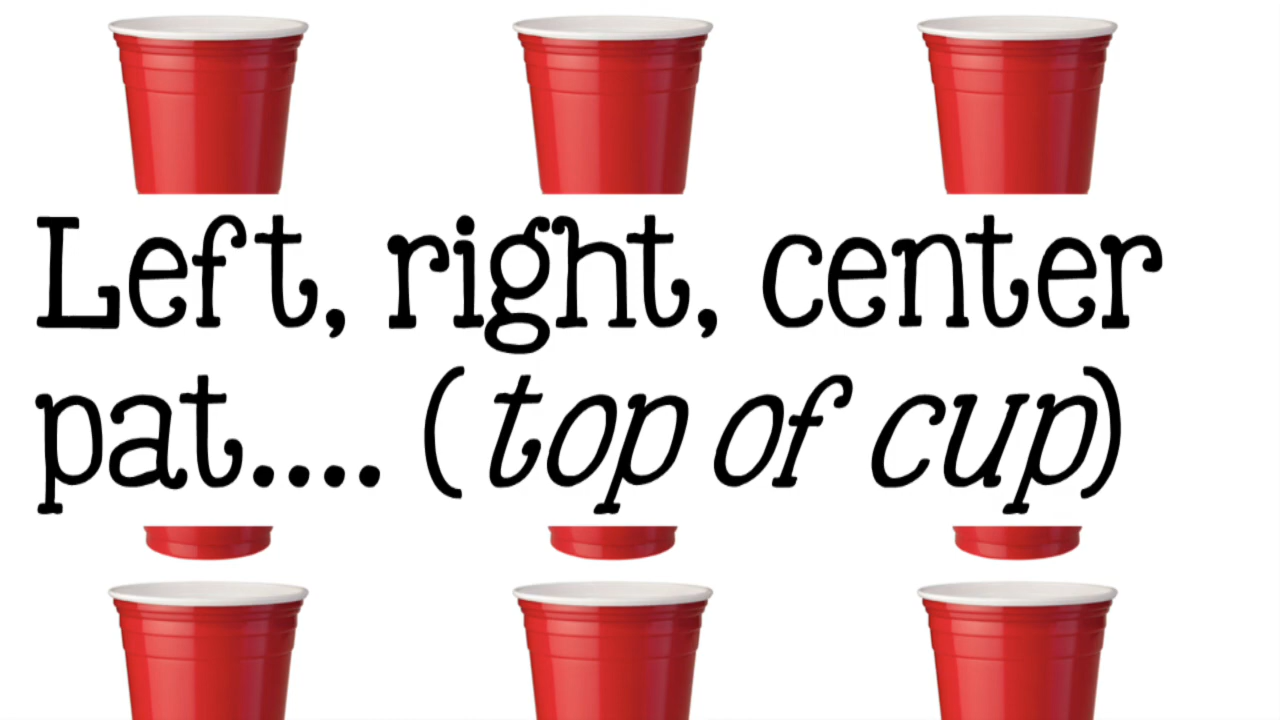 Left, right, center
pat.... (top of cup)